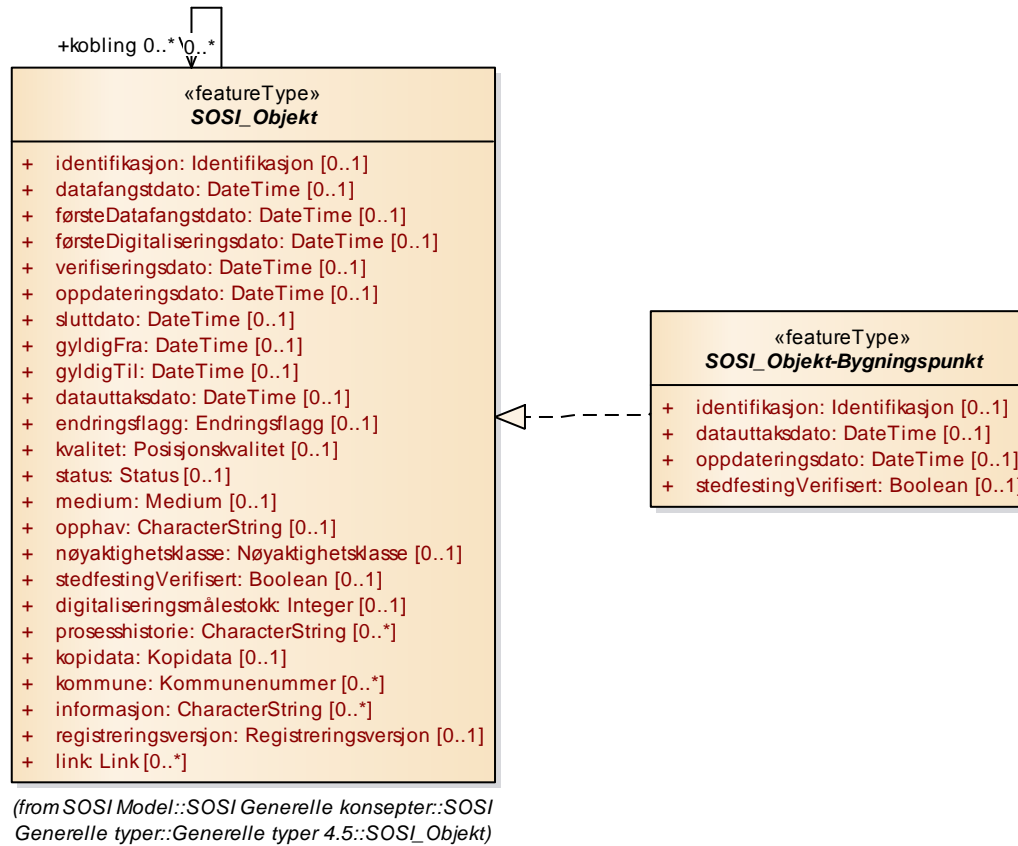 +kobling 0..* 0..*
«featureType»
SOSI_Objekt
+ identifikasjon: Identifikasjon [0..1]
+ datafangstdato: DateTime [0..1]
+førsteDatafangstdato: DateTime [0..1]
+ førsteDigitaliseringsdato: DateTime [0..1]
+ verifiseringsdato: DateTime [0..1]
+ oppdateringsdato: DateTime [0..1]
+ sluttdato: DateTime [0..1]
+ gyldigFra: DateTime [0..1]
+ gyldigTil: DateTime [0..1]
+ datauttaksdato: DateTime [0..1]
+ endringsflagg: Endringsflagg [0..1]
+ kvalitet: Posisjonskvalitet [0..1]
+ status: Status [0..1]
+ medium: Medium [0..1]
+ opphav: CharacterString [0..1]
+ nøyaktighetsklasse: Nøyaktighetsklasse [0..1]
+ stedfestingVerifisert: Boolean [0..1]
+ digitaliseringsmålestokk: Integer [0..1]
+ prosesshistorie: CharacterString [0..*]
+ kopidata: Kopidata [0..1]
+ kommune: Kommunenummer [0..*]
+ informasjon: CharacterString [0..*]
+ registreringsversjon: Registreringsversjon [0..1]
+ link: Link [0..*]
(from SOSI Model::SOSI Generelle konsepter::SOSI
Generelle typer::Generelle typer 4.5::SOSI_Objekt)
«featureType»
SOSI_Objekt-Bygningspunkt
+ identifikasjon: Identifikasjon [0..1]
+ datauttaksdato: DateTime [0..1]
+ oppdateringsdato: DateTime [0..1]
+ stedfestingVerifisert: Boolean [0..1